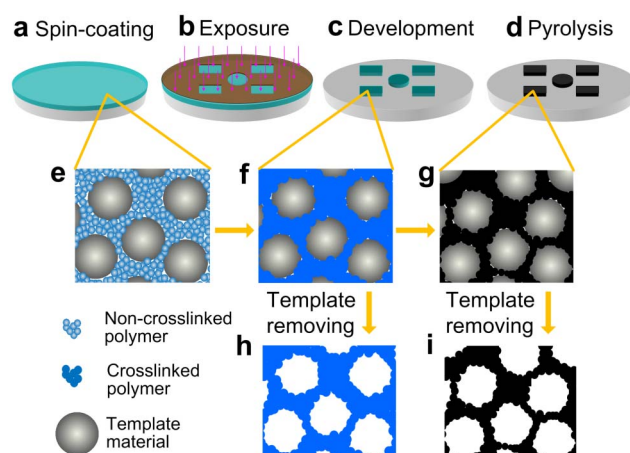 a Spin-coating
b Exposure
c Development
d Pyrolysis
e
f
g
Non-crosslinked
polymer
Crosslinked
polymer
Template
material
Template
removing
Template
removing
h
i